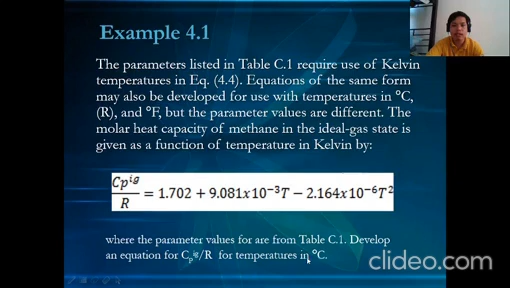 Example 4.1
The parameters listed in Table C.1 require use of Kelvin
temperatures in Eq. (4.4). Equations of the same form
may also be developed for use with temperatures in °C,
(R), and °F, but the parameter values are different. The
molar heat capacity of methane in the ideal-gas state is
given as a function of temperature in Kelvin by:
Cp^ig/R = 1.702 + 9.081x10^-3T − 2.164x10^-6T^2
where the parameter values for are from Table C.1. Develop
an equation for C_p^ig/R for temperatures in °C.
clideo.com